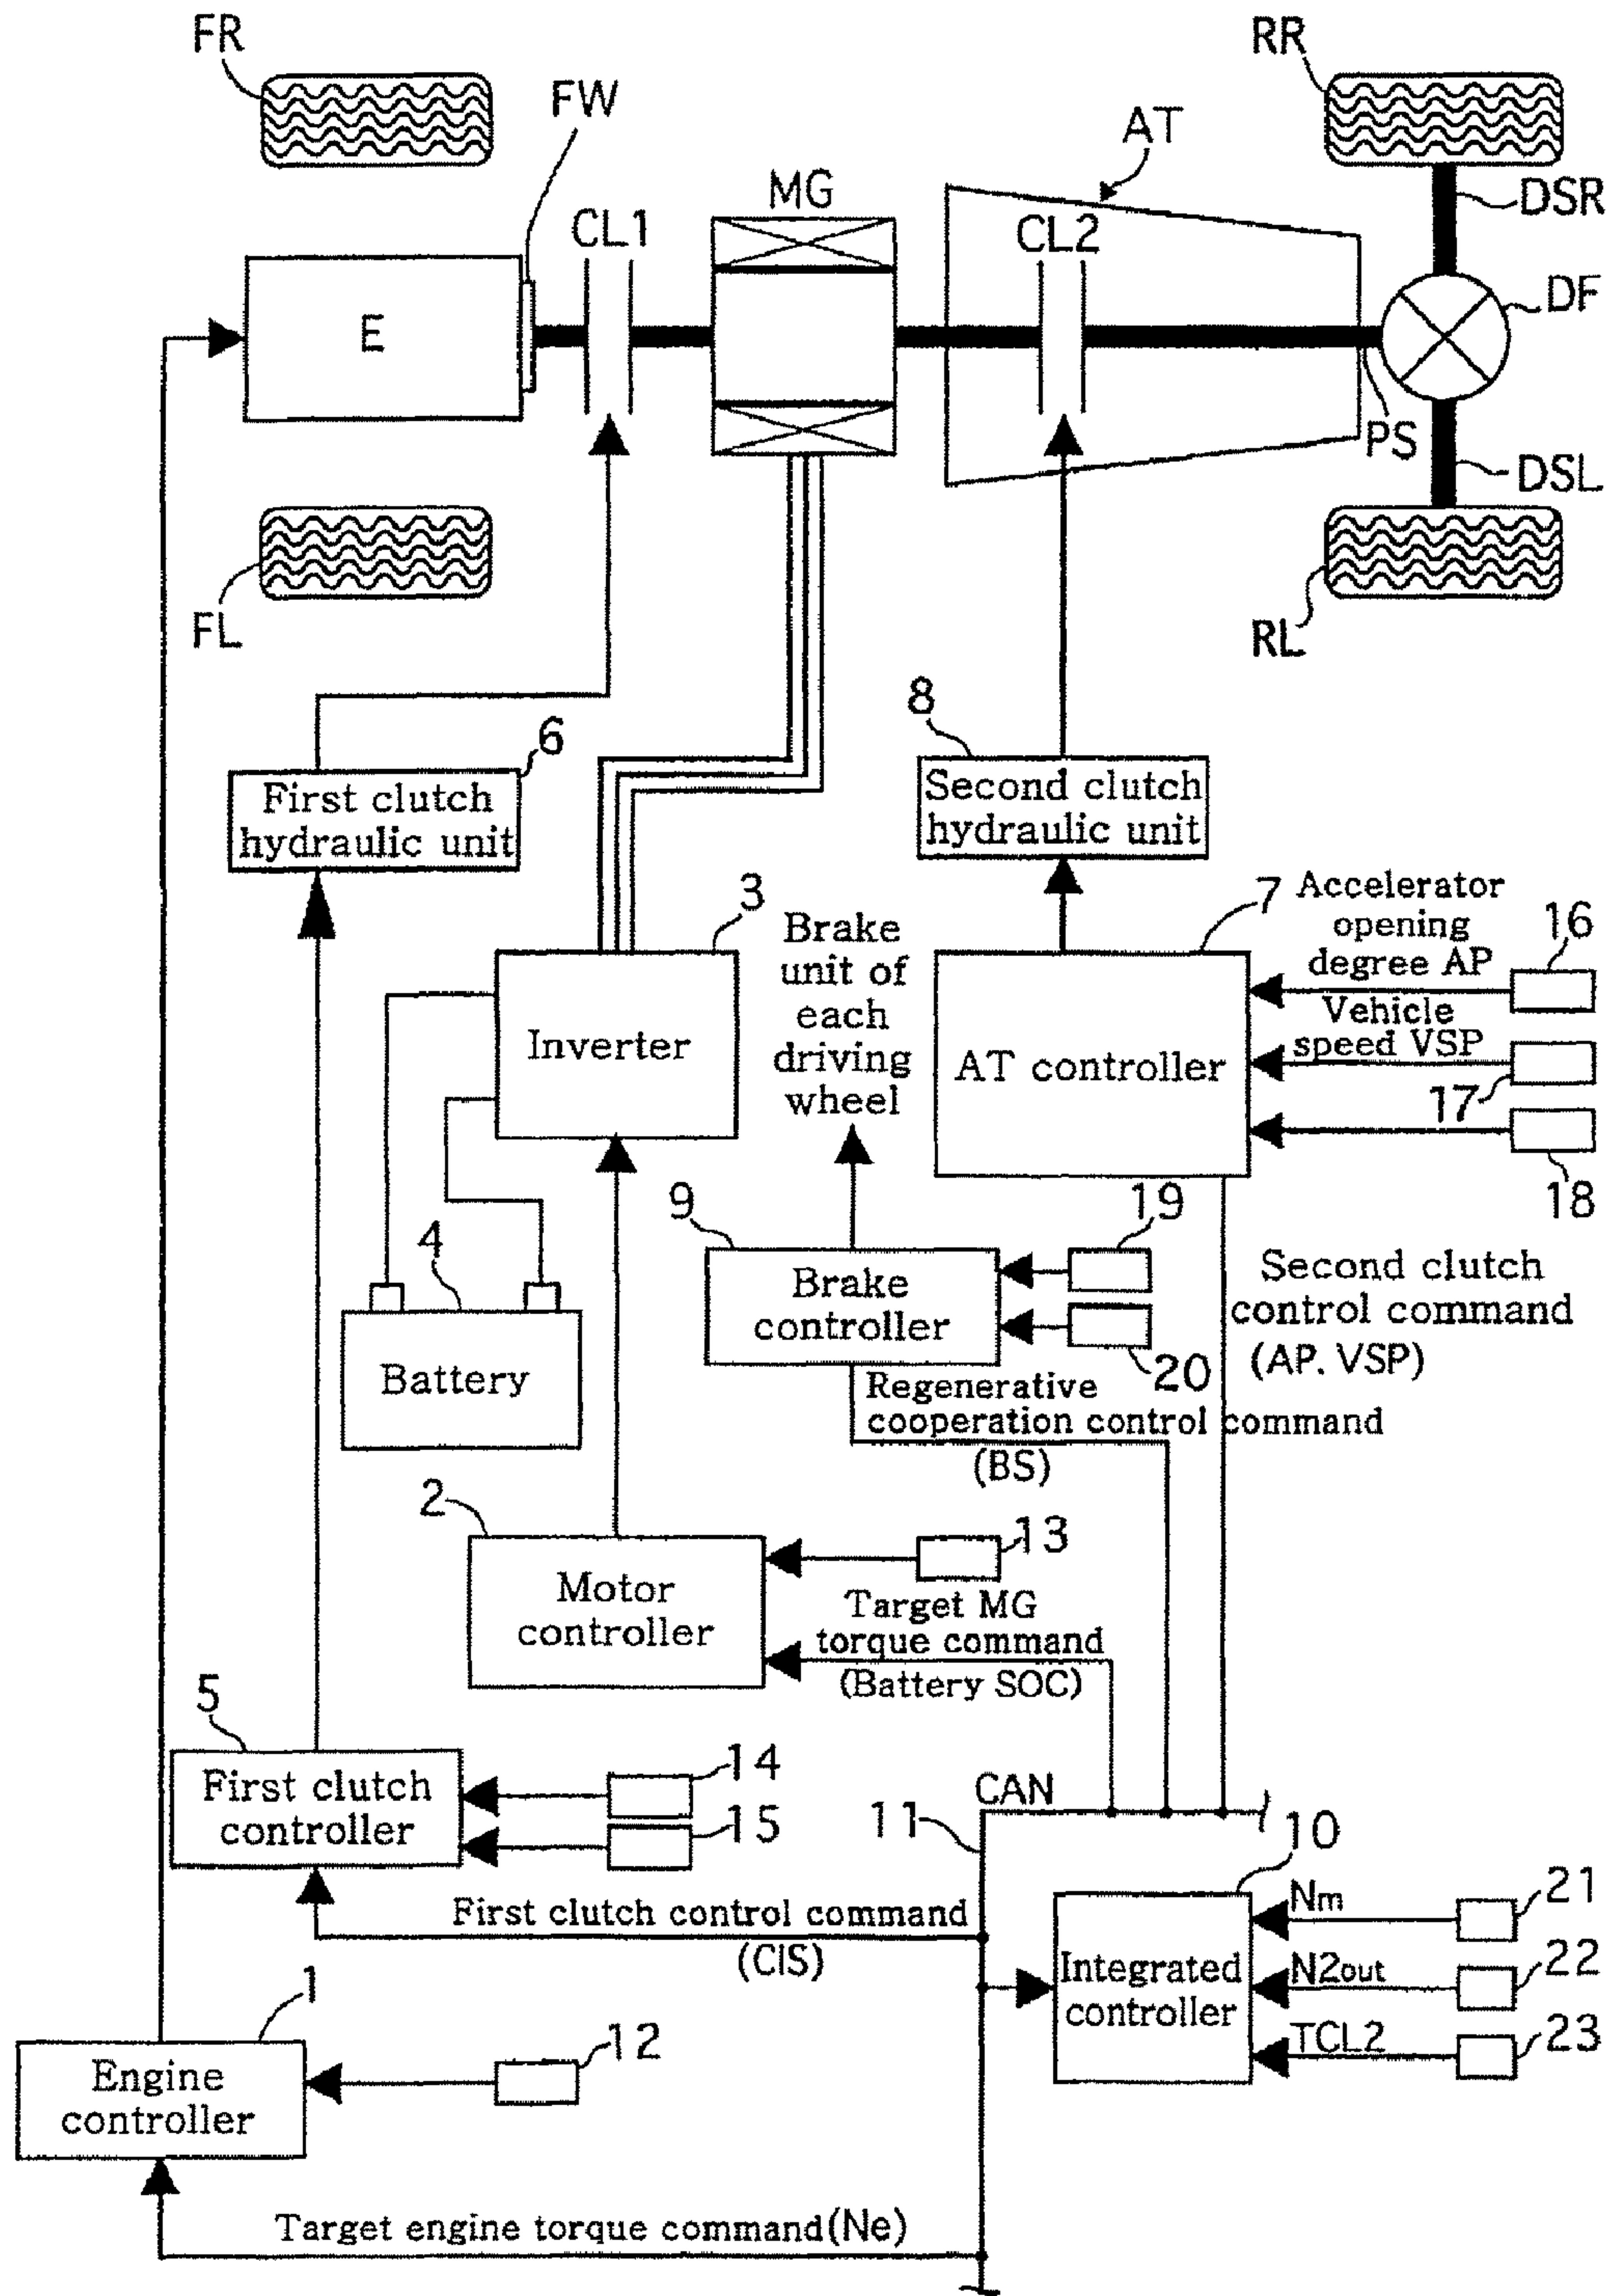 FR
RR
FW
AT
MG
DSR
CL1
CL2
DF
E
PS
DSL
FL
RL
8
6
First clutch
hydraulic unit
Second clutch
hydraulic unit
3
7
Accelerator
opening
degree AP
16
Brake
unit of
each
driving
wheel
Vehicle
speed VSP
Inverter
AT controller
17
18
9
19
4
Brake
controller
Second clutch
control command
(AP. VSP)
20
Battery
Regenerative
cooperation control command
(BS)
2
13
Motor
controller
Target MG
torque command
(Battery SOC)
5
14
First clutch
controller
15
CAN
11
10
First clutch control command
(CIS)
Nm
21
Integrated
controller
N2out
22
1
TCL2
23
12
Engine
controller
Target engine torque command(Ne)